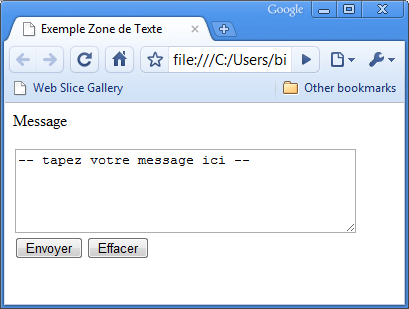 Google
Exemple Zone de Texte
file:///C:/Users/bi
Web Slice Gallery
Other bookmarks
Message
-- tapez votre message ici --
Envoyer Effacer